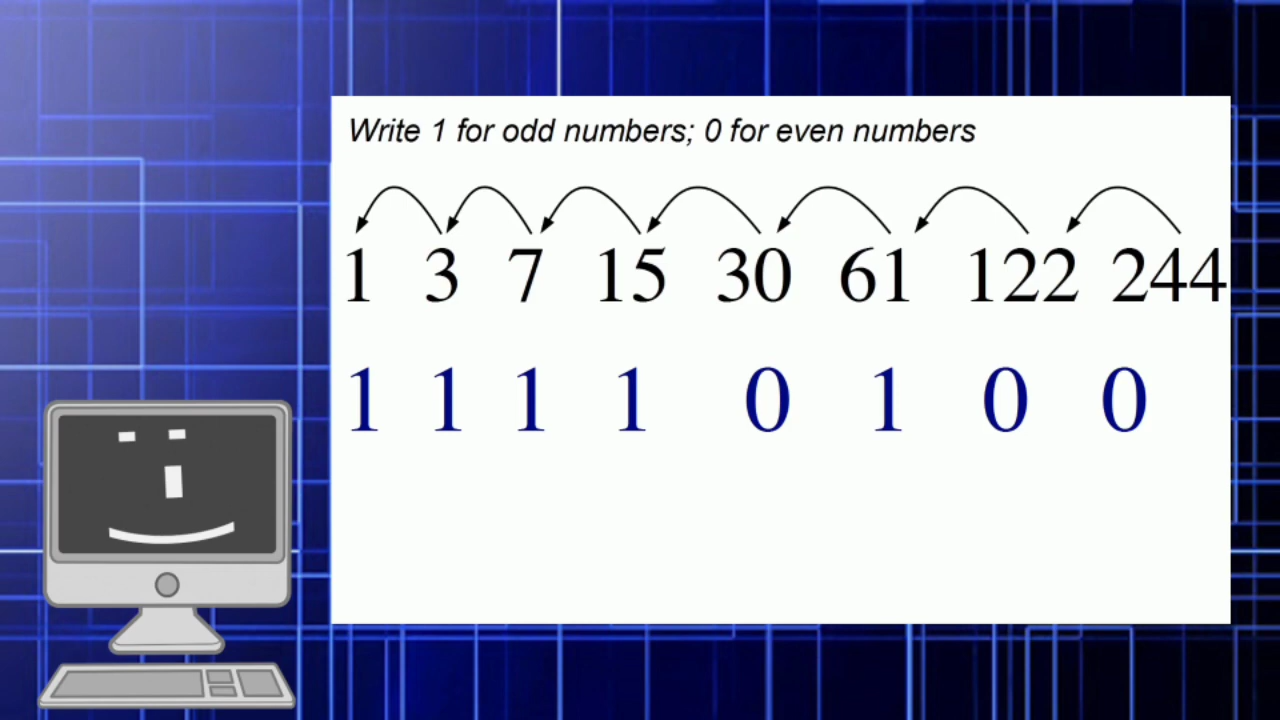 Write 1 for odd numbers; 0 for even numbers
1 3 7 15 30 61 122 244
1 1 1 1 0 1 0 0